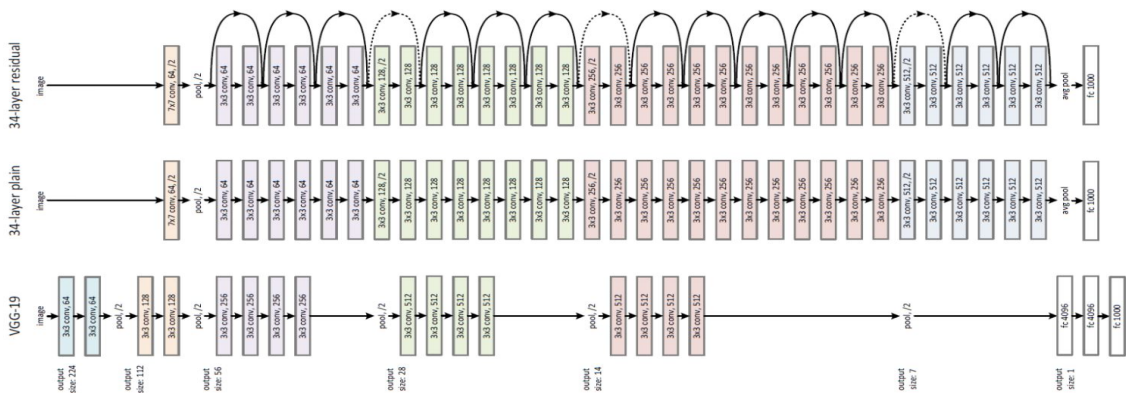 34-layer residual
image
7x7 conv, 64, /2
pool, /2
3x3 conv, 64
3x3 conv, 64
3x3 conv, 64
3x3 conv, 64
3x3 conv, 64
3x3 conv, 64
3x3 conv, 128, /2
3x3 conv, 128
3x3 conv, 128
3x3 conv, 128
3x3 conv, 128
3x3 conv, 128
3x3 conv, 128
3x3 conv, 128
3x3 conv, 256, /2
3x3 conv, 256
3x3 conv, 256
3x3 conv, 256
3x3 conv, 256
3x3 conv, 256
3x3 conv, 256
3x3 conv, 256
3x3 conv, 256
3x3 conv, 256
3x3 conv, 256
3x3 conv, 256
3x3 conv, 512, /2
3x3 conv, 512
3x3 conv, 512
3x3 conv, 512
3x3 conv, 512
3x3 conv, 512
avg pool
fc 1000
34-layer plain
image
7x7 conv, 64, /2
pool, /2
3x3 conv, 64
3x3 conv, 64
3x3 conv, 64
3x3 conv, 64
3x3 conv, 64
3x3 conv, 64
3x3 conv, 128, /2
3x3 conv, 128
3x3 conv, 128
3x3 conv, 128
3x3 conv, 128
3x3 conv, 128
3x3 conv, 128
3x3 conv, 128
3x3 conv, 256, /2
3x3 conv, 256
3x3 conv, 256
3x3 conv, 256
3x3 conv, 256
3x3 conv, 256
3x3 conv, 256
3x3 conv, 256
3x3 conv, 256
3x3 conv, 256
3x3 conv, 256
3x3 conv, 256
3x3 conv, 512, /2
3x3 conv, 512
3x3 conv, 512
3x3 conv, 512
3x3 conv, 512
3x3 conv, 512
avg pool
fc 1000
VGG-19
image
3x3 conv, 64
3x3 conv, 64
pool, /2
3x3 conv, 128
3x3 conv, 128
pool, /2
3x3 conv, 256
3x3 conv, 256
3x3 conv, 256
3x3 conv, 256
pool, /2
3x3 conv, 512
3x3 conv, 512
3x3 conv, 512
3x3 conv, 512
pool, /2
3x3 conv, 512
3x3 conv, 512
3x3 conv, 512
3x3 conv, 512
pool, /2
fc 4096
fc 4096
fc 1000
output
size: 224
output
size: 112
output
size: 56
output
size: 28
output
size: 14
output
size: 7
output
size: 1